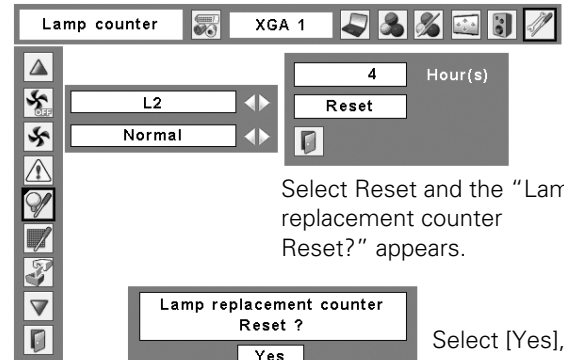 Lamp counter XGA 1
4 Hour(s)
L2 Reset
Normal
Select Reset and the "Lam
replacement counter
Reset?" appears.
Lamp replacement counter
Reset ?
Yes
Select [Yes],
OFF